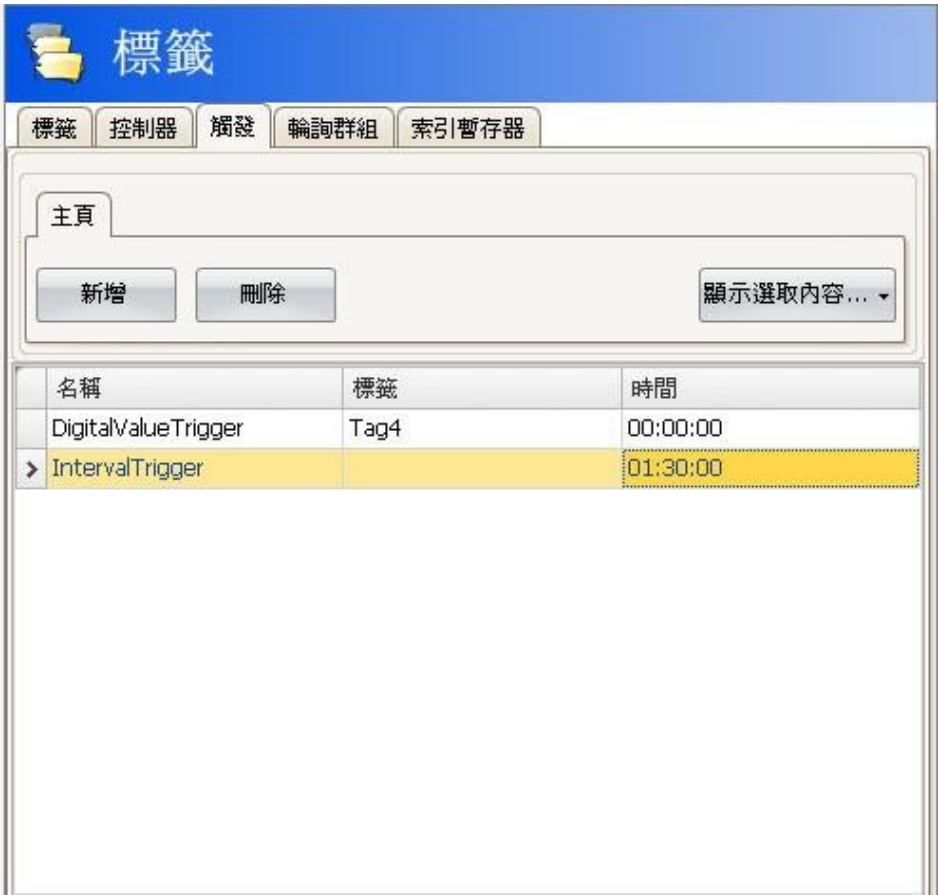 標籤
標籤 控制器 觸發 輪詢群組 索引暫存器
主頁
新增 刪除 顯示選取內容...
名稱 標籤 時間
DigitalValueTrigger Tag4 00:00:00
IntervalTrigger 01:30:00